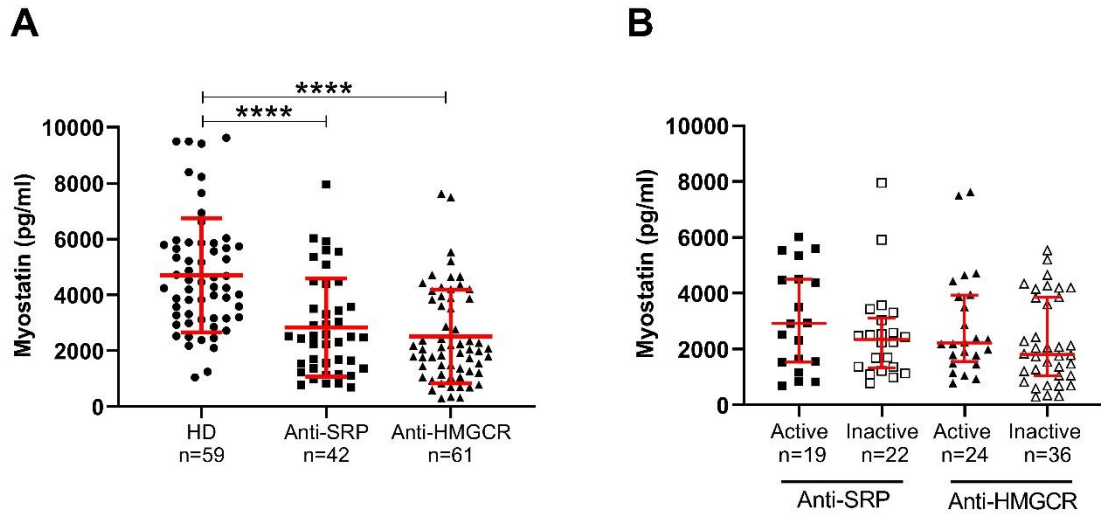 A
****
****
Myostatin (pg/ml)
10000
8000
6000
4000
2000
0
HD
n=59
Anti-SRP
n=42
Anti-HMGCR
n=61
B
Myostatin (pg/ml)
10000
8000
6000
4000
2000
0
Active
n=19
Inactive
n=22
Active
n=24
Inactive
n=36
Anti-SRP
Anti-HMGCR